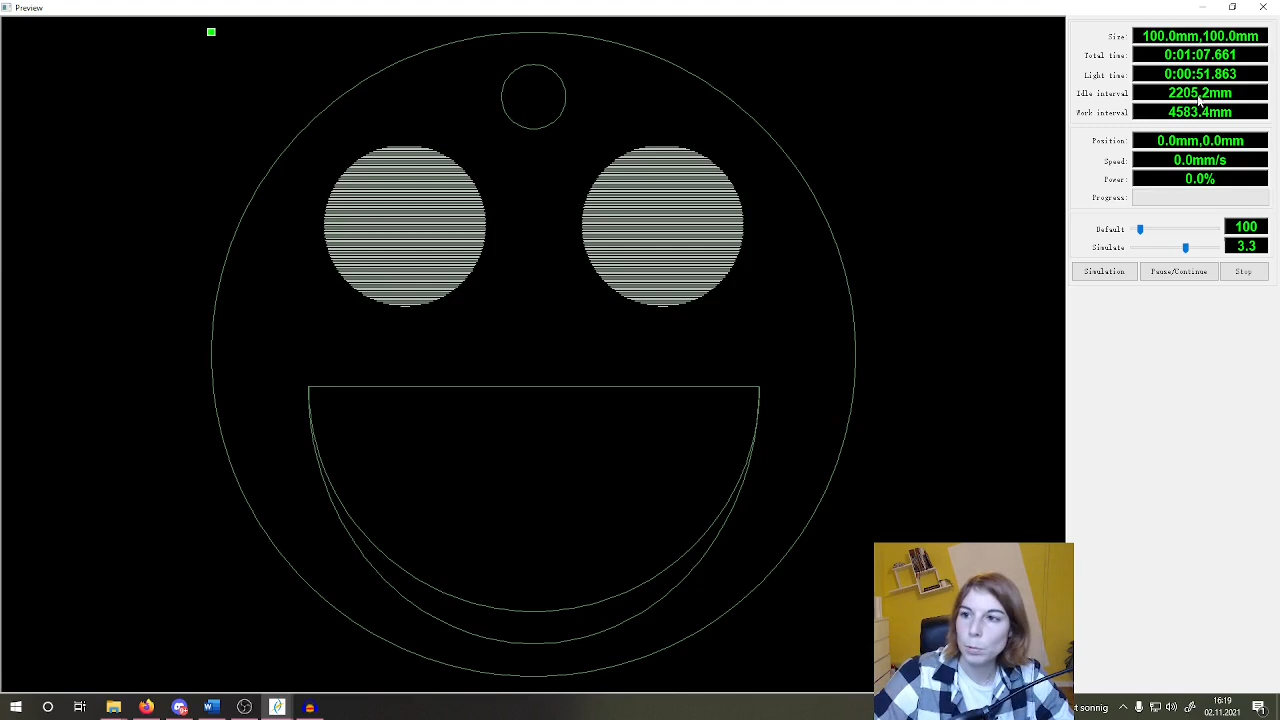 Preview
Size: 100.0mm,100.0mm
Total time: 0:01:07.661
Light time: 0:00:51.863
Idle interval 2205.2mm
Work interval 4583.4mm
Position: 0.0mm,0.0mm
Speed: 0.0mm/s
Power: 0.0%
Progress:
Default 100
Simulate 3.3
Simulation Pause/Continue Stop
t sonnig
16:19
02.11.2021
1